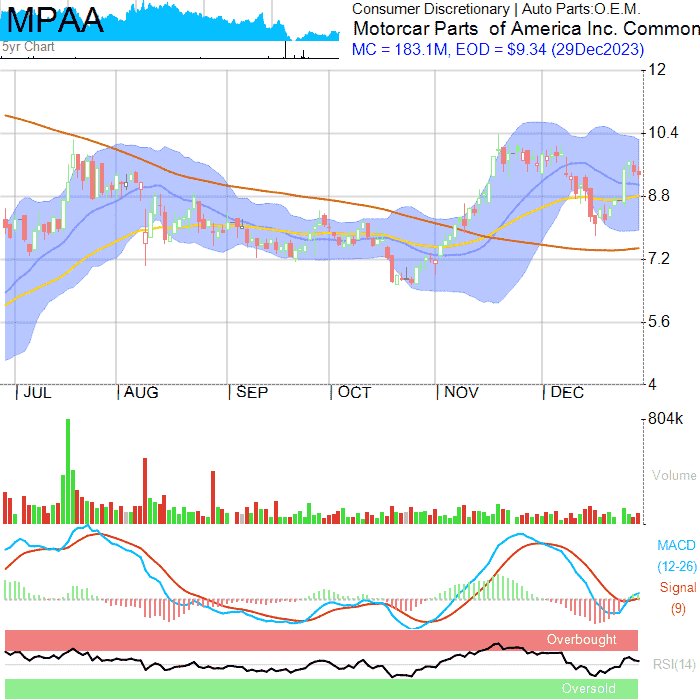 MPAA
5yr Chart
Consumer Discretionary | Auto Parts:O.E.M.
Motorcar Parts of America Inc. Common
MC = 183.1M, EOD = $9.34 (29Dec2023)
12
10.4
8.8
7.2
5.6
4
JUL AUG SEP OCT NOV DEC
804k
Volume
MACD
(12-26)
Signal
(9)
Overbought
RSI(14)
Oversold